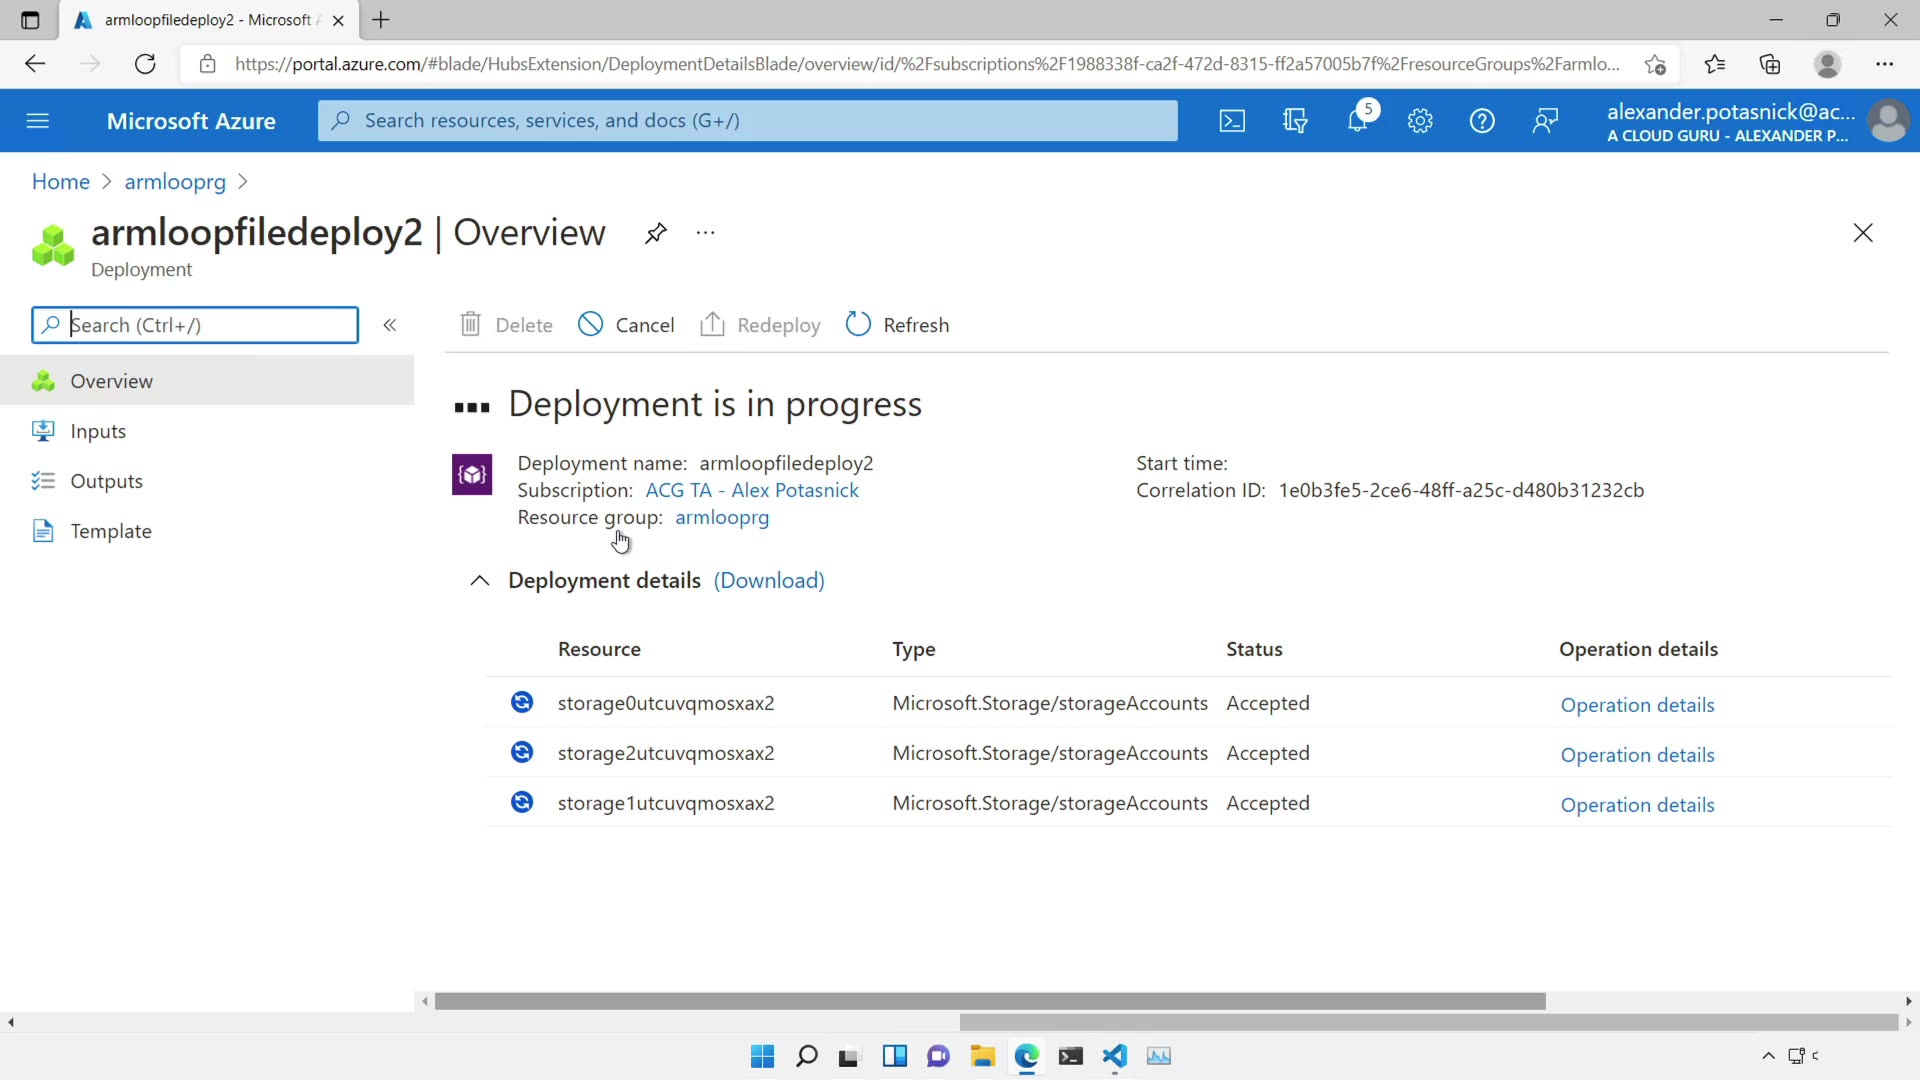 armloopfiledeploy2 - Microsoft A
https://portal.azure.com/#blade/HubsExtension/DeploymentDetailsBlade/overview/id/%2Fsubscriptions%2F1988338f-ca2f-472d-8315-ff2a57005b7f%2FresourceGroups%2Farmlo...
Microsoft Azure
Search resources, services, and docs (G+/)
5
alexander.potasnick@ac...
A CLOUD GURU - ALEXANDER P...
Home > armlooprg >
armloopfiledeploy2 | Overview
Deployment
Search (Ctrl+/)
Delete
Cancel
Redeploy
Refresh
Overview
Inputs
Outputs
Template
Deployment is in progress
Deployment name: armloopfiledeploy2
Subscription: ACG TA - Alex Potasnick
Resource group: armlooprg
Start time:
Correlation ID: 1e0b3fe5-2ce6-48ff-a25c-d480b31232cb
Deployment details (Download)
Resource Type Status Operation details
storage0utcuvqmosxax2 Microsoft.Storage/storageAccounts Accepted Operation details
storage2utcuvqmosxax2 Microsoft.Storage/storageAccounts Accepted Operation details
storage1utcuvqmosxax2 Microsoft.Storage/storageAccounts Accepted Operation details